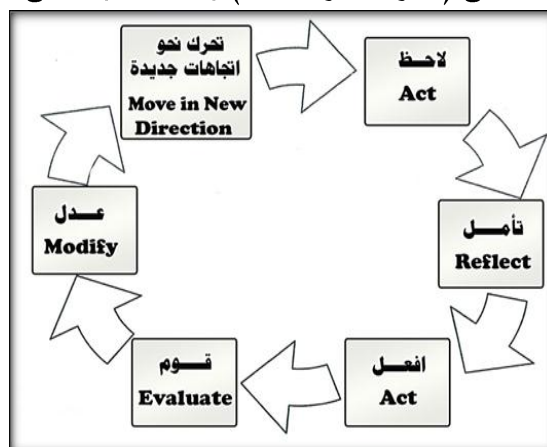 تحرك نحو
اتجاهات جديدة
Move in New
Direction
لاحظ
Act
تأمل
Reflect
افعل
Act
قوم
Evaluate
عدل
Modify